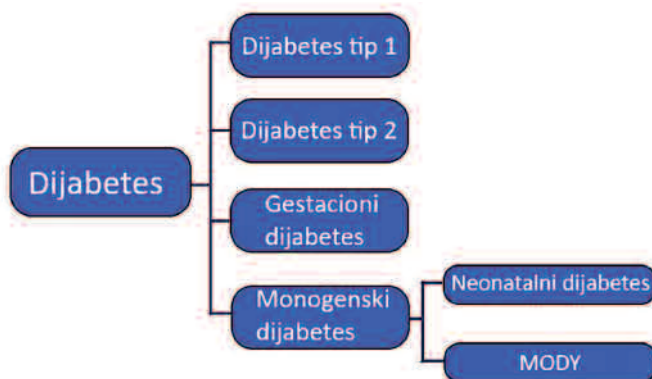 Dijabetes
Dijabetes tip 1
Dijabetes tip 2
Gestacioni
dijabetes
Monogenski
dijabetes
Neonatalni dijabetes
MODY